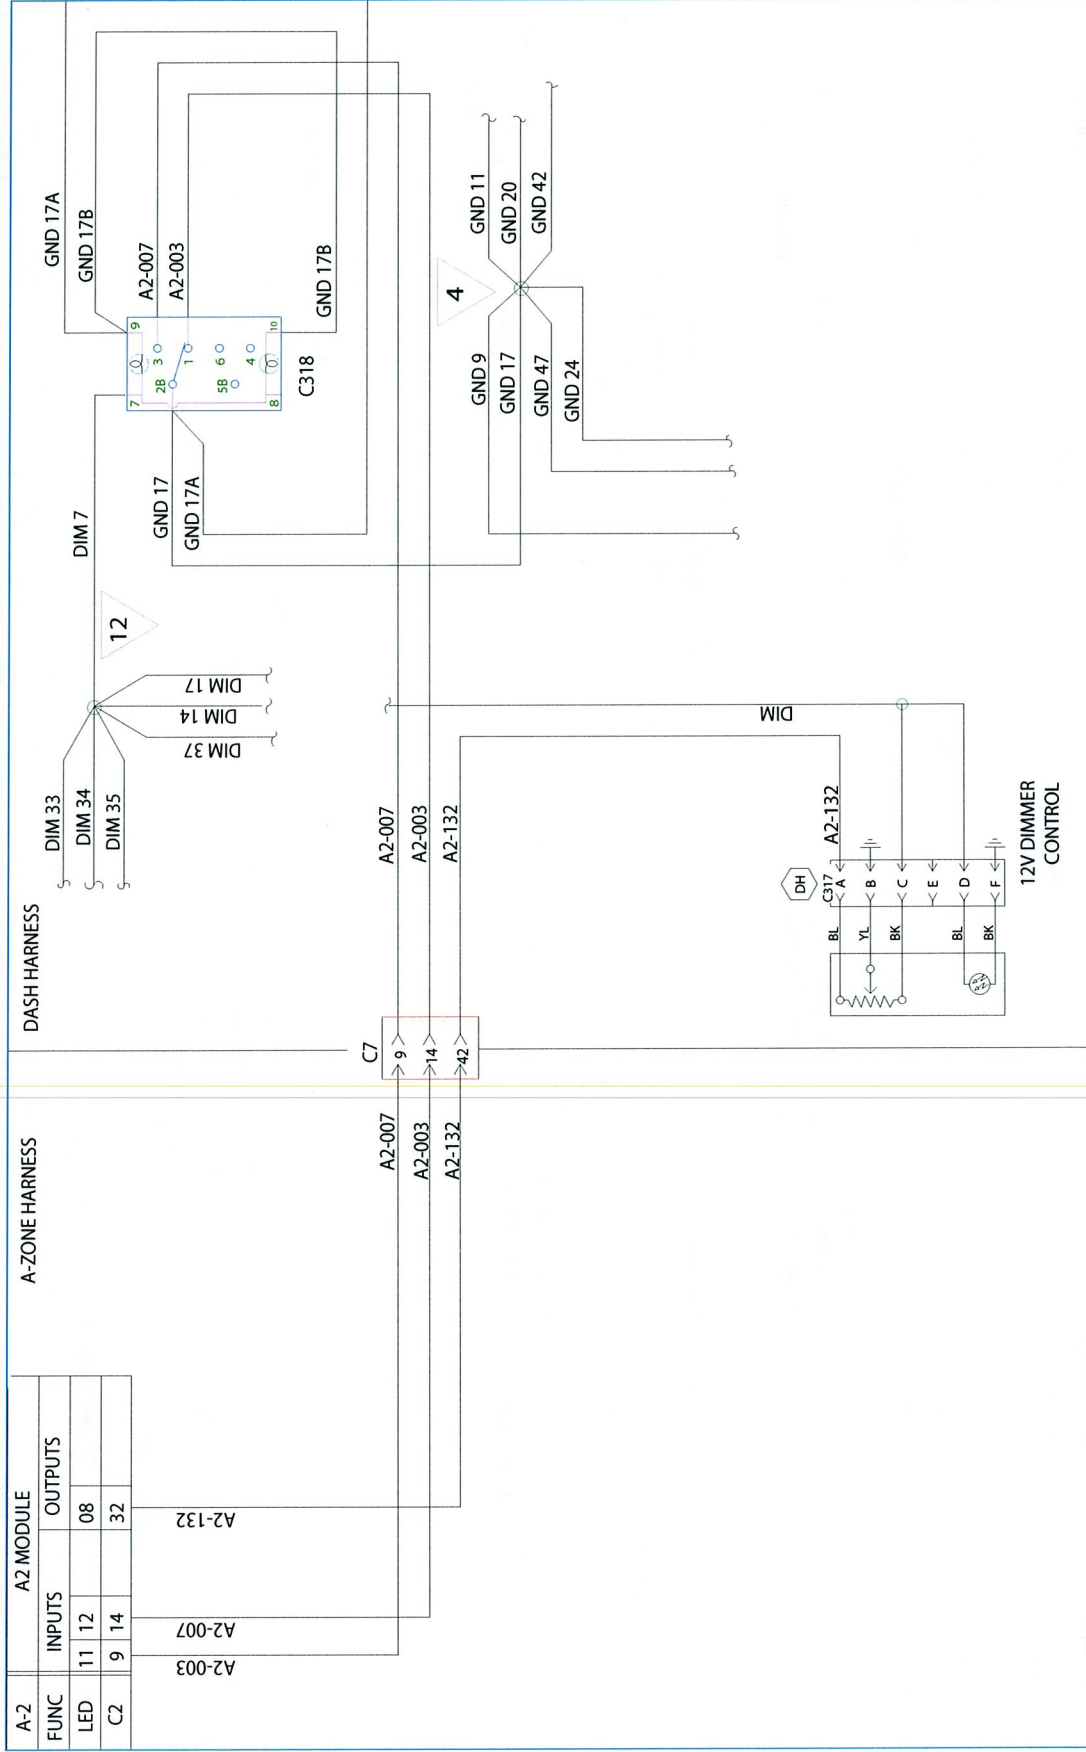 A-2
A2 MODULE
FUNC
INPUTS
OUTPUTS
LED
11
12
08
C2
9
14
32
A2-003
A2-007
A2-132
A-ZONE HARNESS
DASH HARNESS
A2-007
A2-003
A2-132
C7
9
14
42
A2-007
A2-003
A2-132
DIM 33
DIM 34
DIM 35
DIM 37
DIM 14
DIM 17
12
DIM 7
GND 17
GND 17A
7
9
2B
3
1
5B
6
4
8
10
C318
GND 17A
GND 17B
A2-007
A2-003
GND 17B
4
GND 9
GND 17
GND 47
GND 24
GND 11
GND 20
GND 42
DIM
A2-132
DH
C317
BL
A
YL
B
BK
C
E
BL
D
BK
F
12V DIMMER
CONTROL